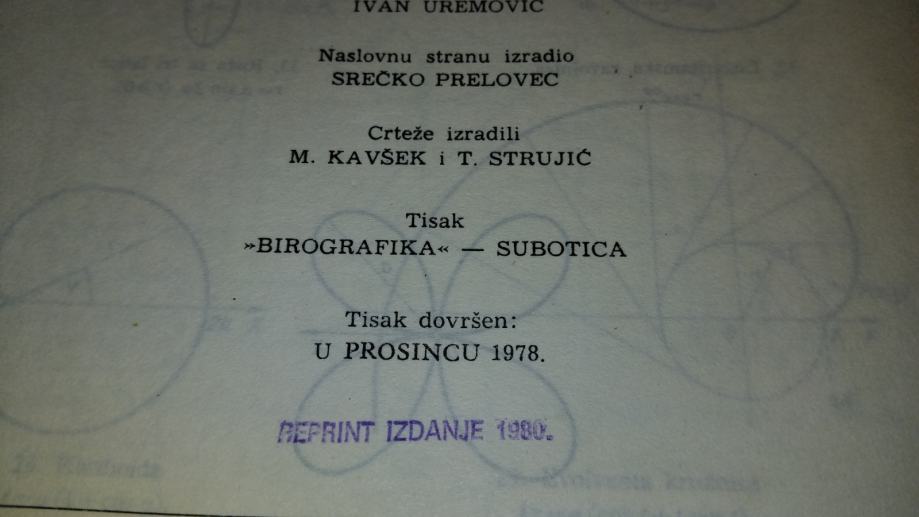 IVAN UREMOVIĆ
Naslovnu stranu izradio
SREČKO PRELOVEC
Crteže izradili
M. KAVŠEK i T. STRUJIĆ
Tisak
»BIROGRAFIKA« — SUBOTICA
Tisak dovršen:
U PROSINCU 1978.
REPRINT IZDANJE 1980.